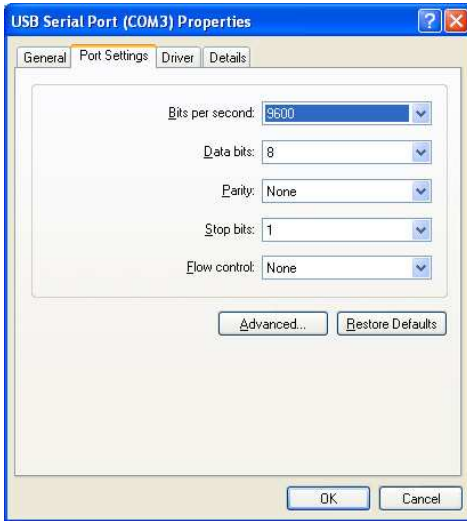 USB Serial Port (COM3) Properties
General Port Settings Driver Details
Bits per second: 9600
Data bits: 8
Parity: None
Stop bits: 1
Flow control: None
Advanced... Restore Defaults
OK Cancel